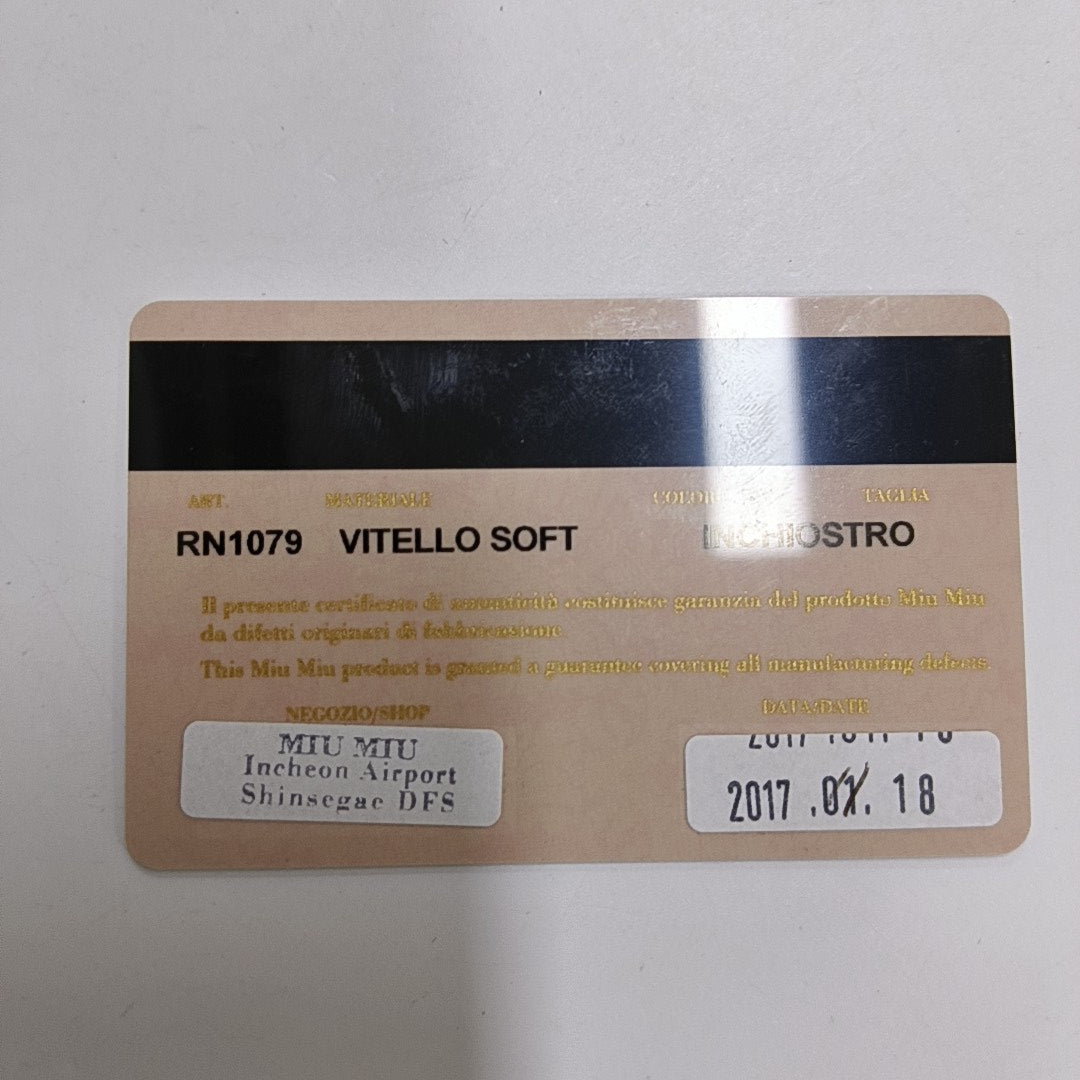 ART. MATERIALE COLORE TAGLIA
RN1079 VITELLO SOFT INCHIOSTRO
Il presente certificato di autenticità costituisce garanzia del prodotto Miu Miu
da difetti originari di fabbricazione
This Miu Miu product is granted a guarantee covering all manufacturing defects.
NEGOZIO/SHOP DATA/DATE
MIU MIU
Incheon Airport
Shinsegae DFS
2017 .01. 18